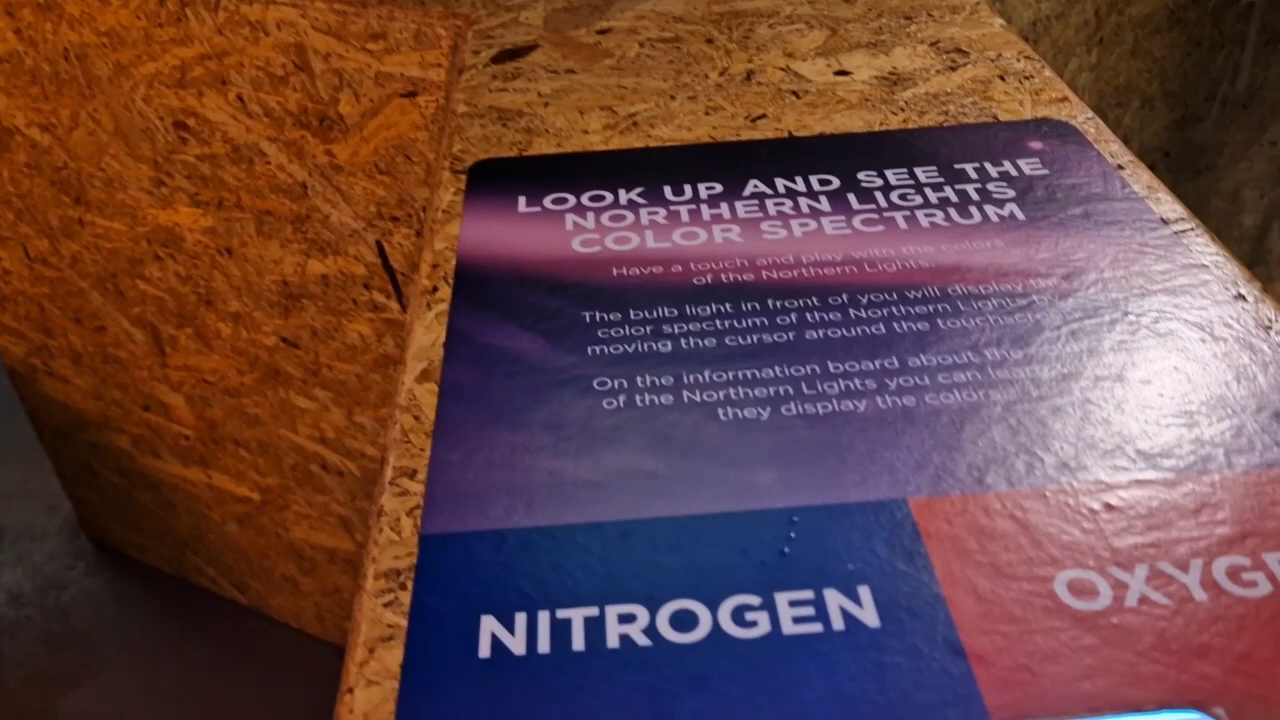 LOOK UP AND SEE THE
NORTHERN LIGHTS
COLOR SPECTRUM
Have a touch and play with the colors
of the Northern Lights.
The bulb light in front of you will display the
color spectrum of the Northern Lights by
moving the cursor around the touchscreen
On the information board about the
of the Northern Lights you can learn
they display the colors
NITROGEN